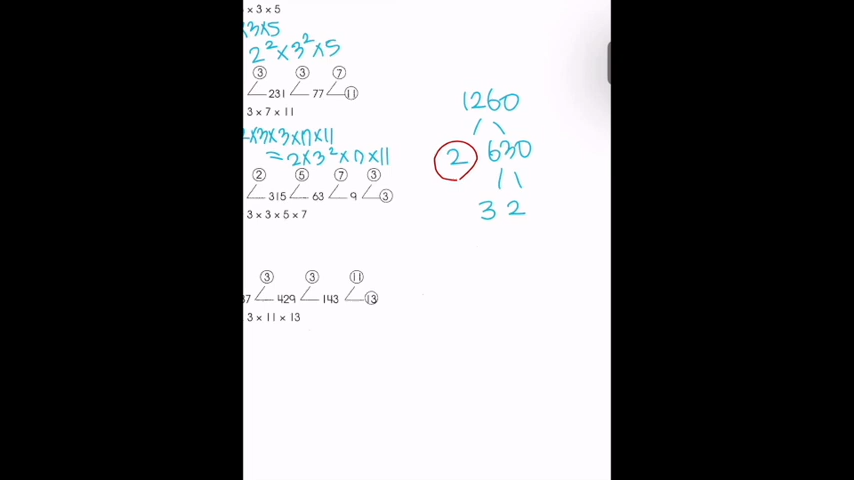 × 3 × 5
×3×5
2² × 3² × 5
③ ③ ⑦
231 77 ⑪
3 × 7 × 11
2×3×3×7×11
= 2×3²×7×11
② ⑤ ⑦ ③
315 63 9 ③
3 × 3 × 5 × 7
③ ③ ⑪
37 429 143 ⑬
3 × 11 × 13
1260
2 630
3 2